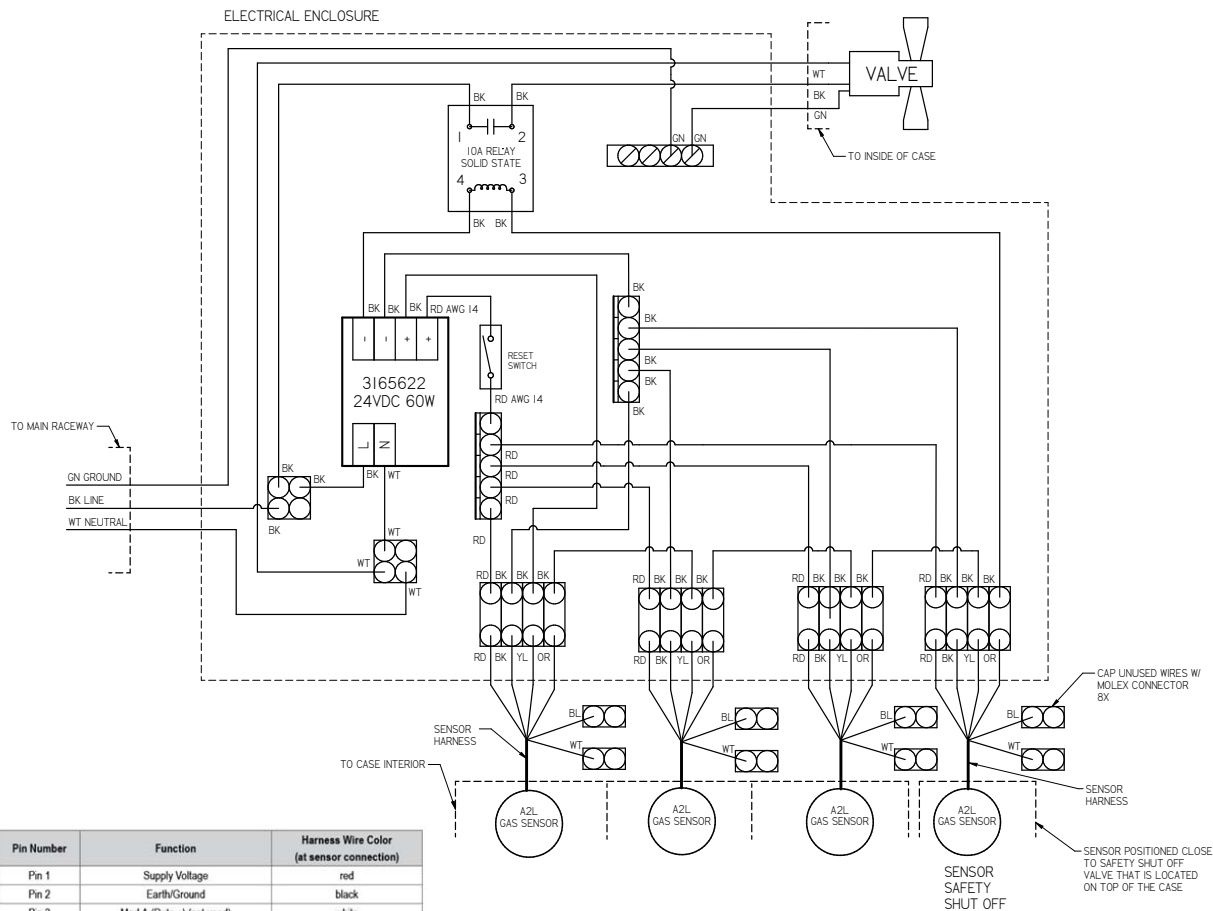 ELECTRICAL ENCLOSURE
WT
BK
GN
VALVE
TO INSIDE OF CASE
BK
BK
1
2
10A RELAY
SOLID STATE
4
3
BK BK
GN GN
BK BK BK RD AWG 14
- - + +
3165622
24VDC 60W
L N
BK WT
RESET
SWITCH
RD AWG 14
BK
BK
BK
BK
BK
BK
RD
RD
RD
RD
TO MAIN RACEWAY
GN GROUND
BK LINE
WT NEUTRAL
BK
BK
BK
WT
WT
WT
RD BK BK BK
RD BK BK BK
RD BK BK BK
RD BK BK BK
RD BK YL OR
RD BK YL OR
RD BK YL OR
RD BK YL OR
BL
WT
BL
WT
BL
WT
BL
WT
CAP UNUSED WIRES W/
MOLEX CONNECTOR
8X
SENSOR
HARNESS
TO CASE INTERIOR
SENSOR
HARNESS
A2L
GAS SENSOR
A2L
GAS SENSOR
A2L
GAS SENSOR
A2L
GAS SENSOR
SENSOR
SAFETY
SHUT OFF
SENSOR POSITIONED CLOSE
TO SAFETY SHUT OFF
VALVE THAT IS LOCATED
ON TOP OF THE CASE
Pin Number Function Harness Wire Color
(at sensor connection)
Pin 1 Supply Voltage red
Pin 2 Earth/Ground black